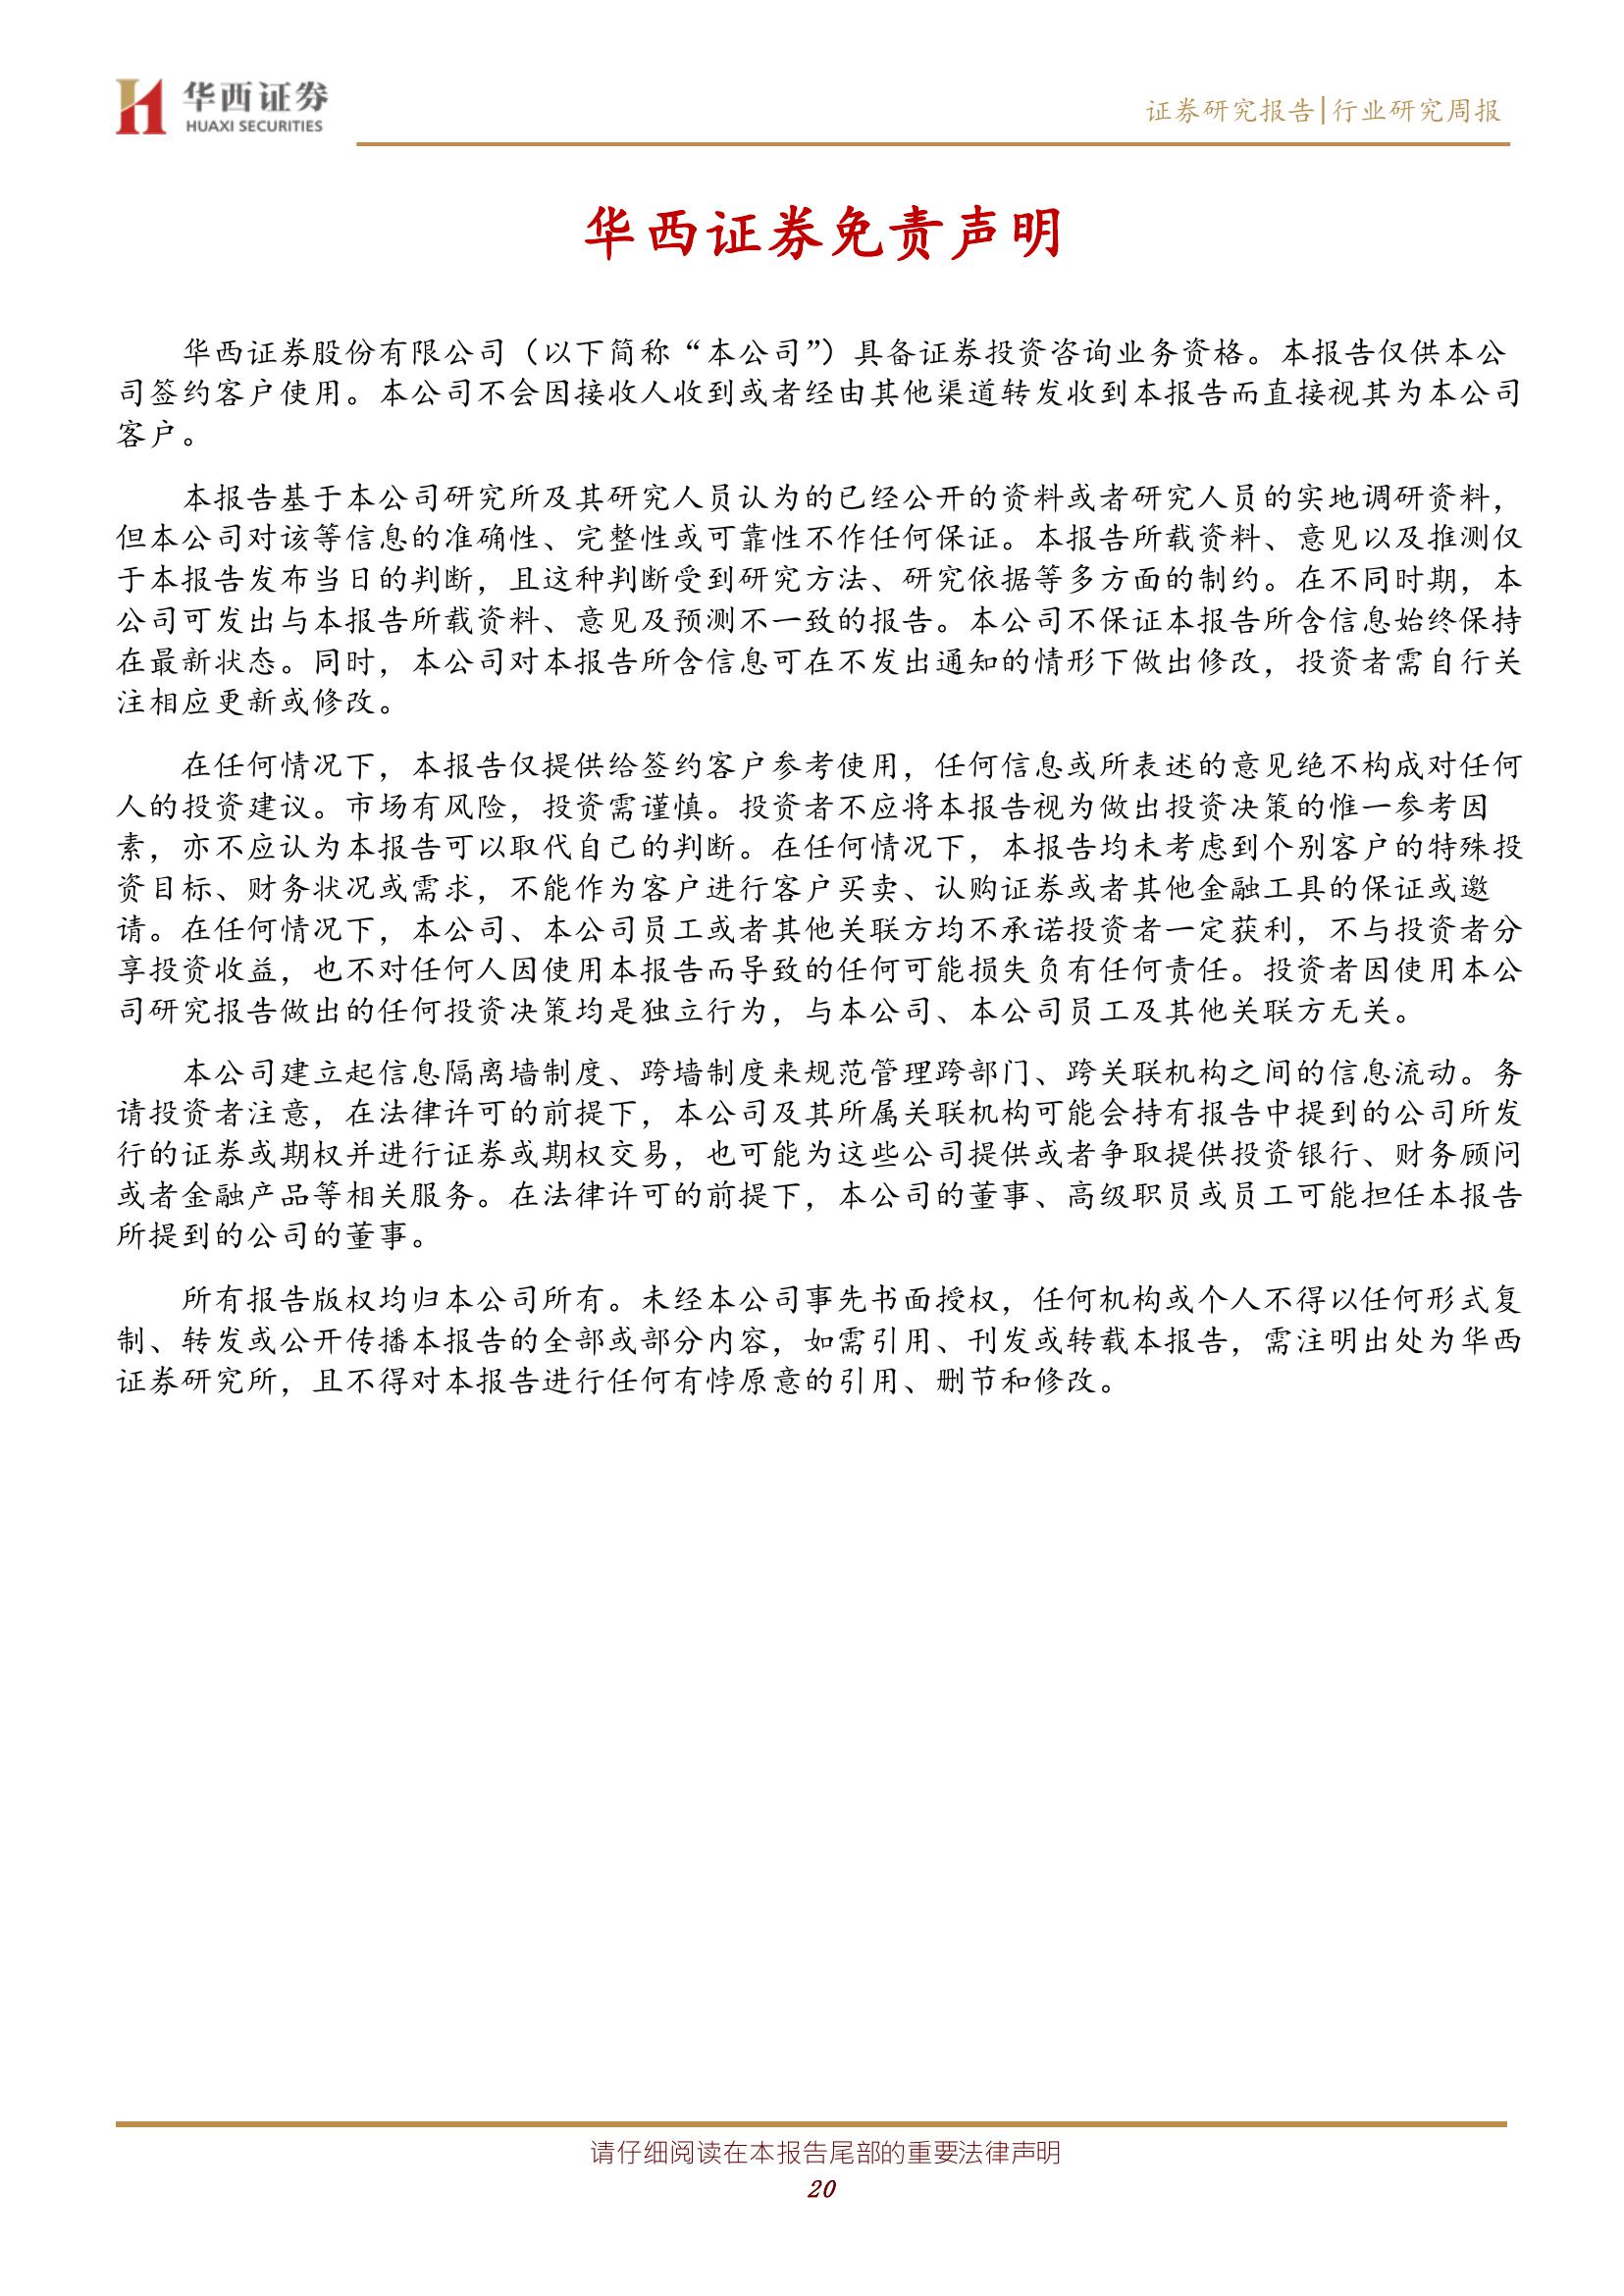 华西证券
HUAXI SECURITIES
证券研究报告|行业研究周报
华西证券免责声明
华西证券股份有限公司（以下简称“本公司”）具备证券投资咨询业务资格。本报告仅供本公
司签约客户使用。本公司不会因接收人收到或者经由其他渠道转发收到本报告而直接视其为本公司
客户。
本报告基于本公司研究所及其研究人员认为的已经公开的资料或者研究人员的实地调研资料，
但本公司对该等信息的准确性、完整性或可靠性不作任何保证。本报告所载资料、意见以及推测仅
于本报告发布当日的判断，且这种判断受到研究方法、研究依据等多方面的制约。在不同时期，本
公司可发出与本报告所载资料、意见及预测不一致的报告。本公司不保证本报告所含信息始终保持
在最新状态。同时，本公司对本报告所含信息可在不发出通知的情形下做出修改，投资者需自行关
注相应更新或修改。
在任何情况下，本报告仅提供给签约客户参考使用，任何信息或所表述的意见绝不构成对任何
人的投资建议。市场有风险，投资需谨慎。投资者不应将本报告视为做出投资决策的惟一参考因
素，亦不应认为本报告可以取代自己的判断。在任何情况下，本报告均未考虑到个别客户的特殊投
资目标、财务状况或需求，不能作为客户进行客户买卖、认购证券或者其他金融工具的保证或邀
请。在任何情况下，本公司、本公司员工或者其他关联方均不承诺投资者一定获利，不与投资者分
享投资收益，也不对任何人因使用本报告而导致的任何可能损失负有任何责任。投资者因使用本公
司研究报告做出的任何投资决策均是独立行为，与本公司、本公司员工及其他关联方无关。
本公司建立起信息隔离墙制度、跨墙制度来规范管理跨部门、跨关联机构之间的信息流动。务
请投资者注意，在法律许可的前提下，本公司及其所属关联机构可能会持有报告中提到的公司所发
行的证券或期权并进行证券或期权交易，也可能为这些公司提供或者争取提供投资银行、财务顾问
或者金融产品等相关服务。在法律许可的前提下，本公司的董事、高级职员或员工可能担任本报告
所提到的公司的董事。
所有报告版权均归本公司所有。未经本公司事先书面授权，任何机构或个人不得以任何形式复
制、转发或公开传播本报告的全部或部分内容，如需引用、刊发或转载本报告，需注明出处为华西
证券研究所，且不得对本报告进行任何有悖原意的引用、删节和修改。
请仔细阅读在本报告尾部的重要法律声明
20